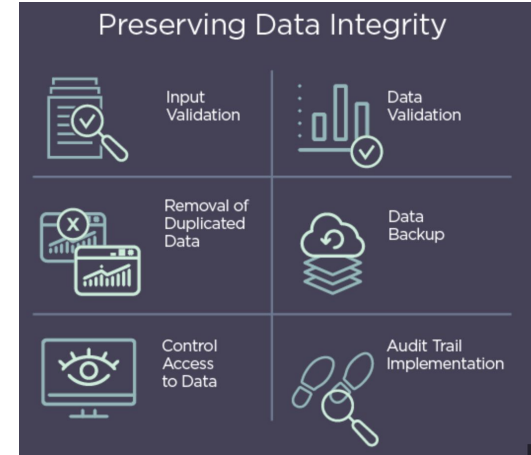 Preserving Data Integrity
Input
Validation
Data
Validation
Removal of
Duplicated
Data
Data
Backup
Control
Access
to Data
Audit Trail
Implementation